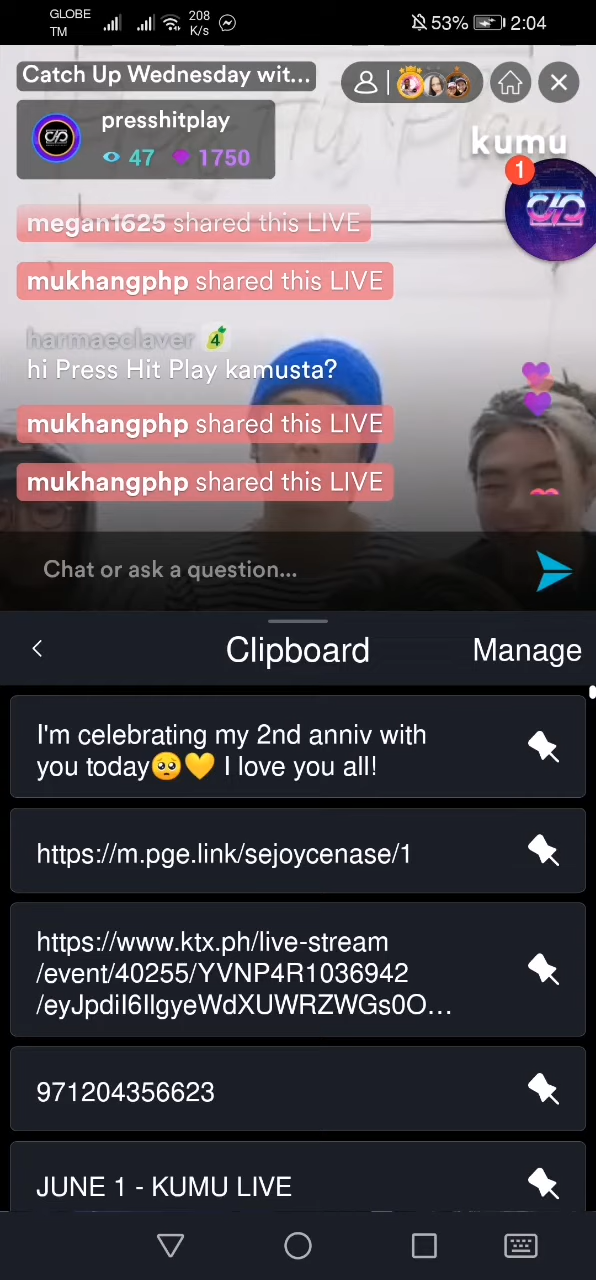 GLOBE
TM
208
K/s
53%
2:04
Catch Up Wednesday wit...
presshitplay
47 1750
kumu
1
megan1625 shared this LIVE
mukhangphp shared this LIVE
harmaeclaver 4
hi Press Hit Play kamusta?
mukhangphp shared this LIVE
mukhangphp shared this LIVE
Chat or ask a question...
Clipboard
Manage
I'm celebrating my 2nd anniv with
you today🥺💛 I love you all!
https://m.pge.link/sejoycenase/1
https://www.ktx.ph/live-stream
/event/40255/YVNP4R1036942
/eyJpdiI6IlgyeWdXUWRZWGs0O...
971204356623
JUNE 1 - KUMU LIVE